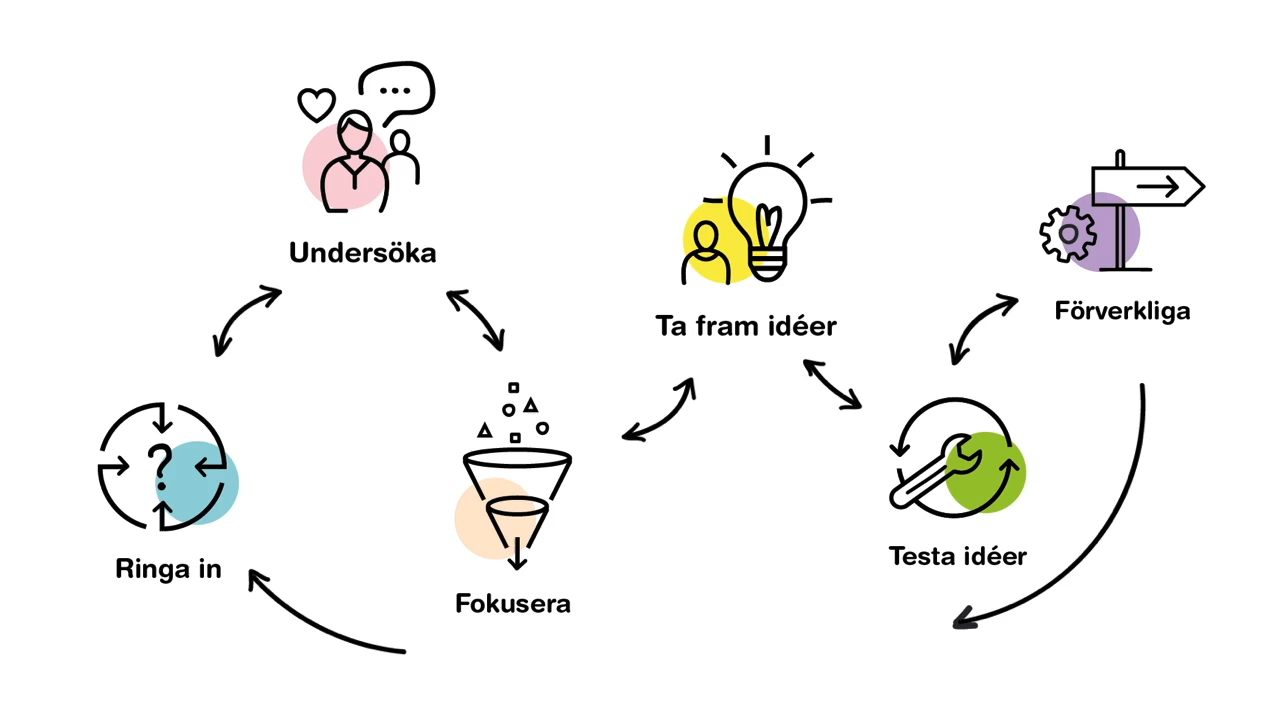 Undersöka
Ta fram idéer
Förverkliga
Ringa in
?
Fokusera
Testa idéer